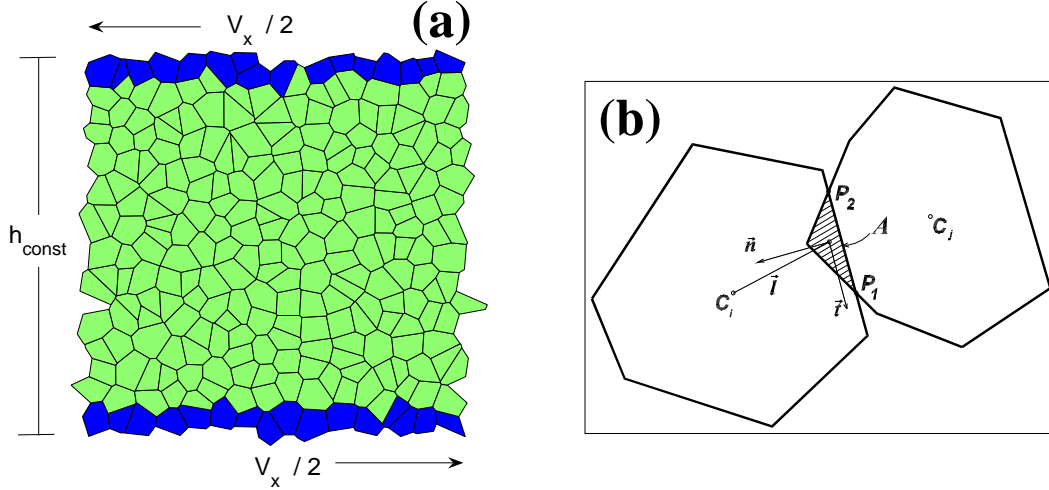 V_x / 2
(a)
h_const
V_x / 2
(b)
P_2
A
C_j
n⃗
l⃗
P_1
C_i
t⃗